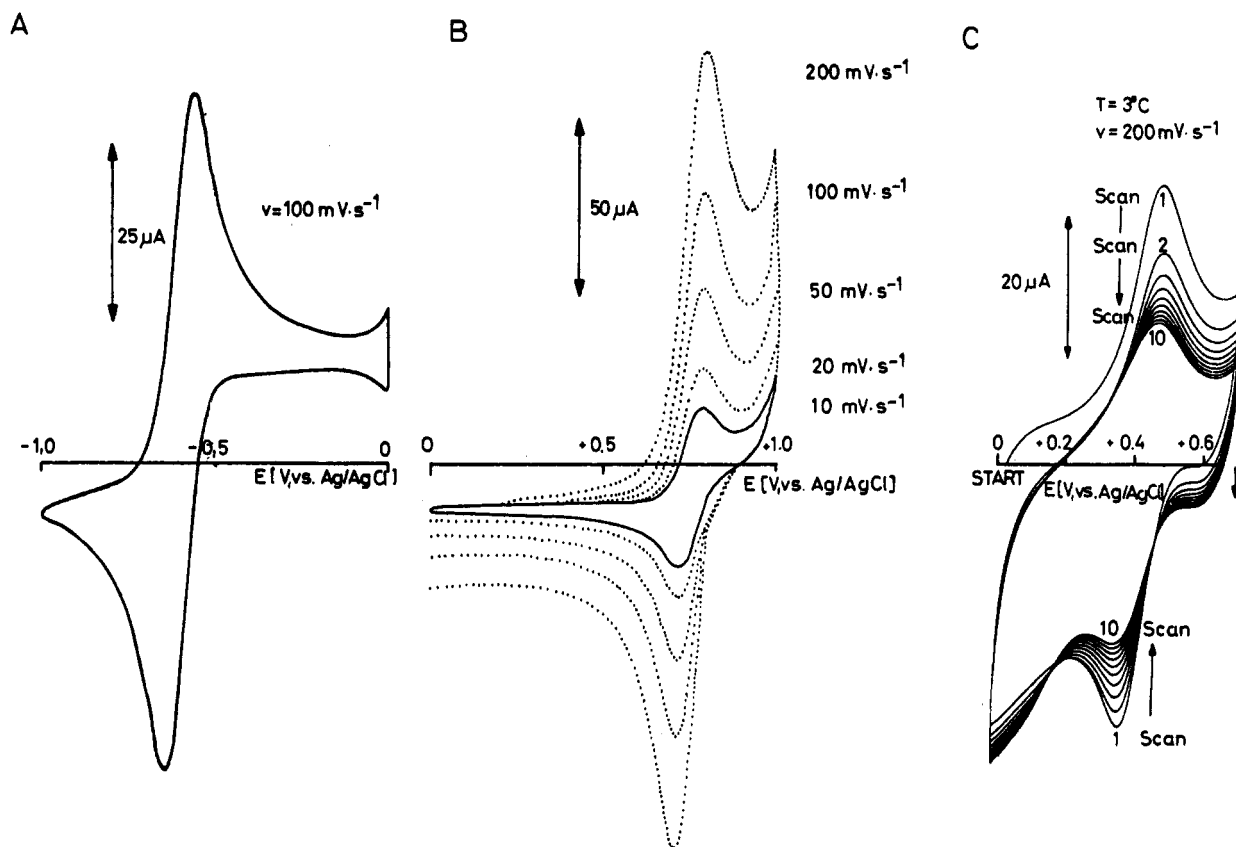 A
v=100 mV·s⁻¹
25 μA
-1,0
-0,5
0
E [V, vs. Ag/AgCl]
B
200 mV·s⁻¹
100 mV·s⁻¹
50 μA
50 mV·s⁻¹
20 mV·s⁻¹
10 mV·s⁻¹
0
+0,5
+1.0
E [V, vs. Ag/AgCl]
C
T = 3°C
v = 200 mV·s⁻¹
Scan 1
Scan 2
Scan 10
20 μA
0
+0.2
+0.4
+0.6
START
E[V, vs. Ag/AgCl]
10 Scan
1 Scan